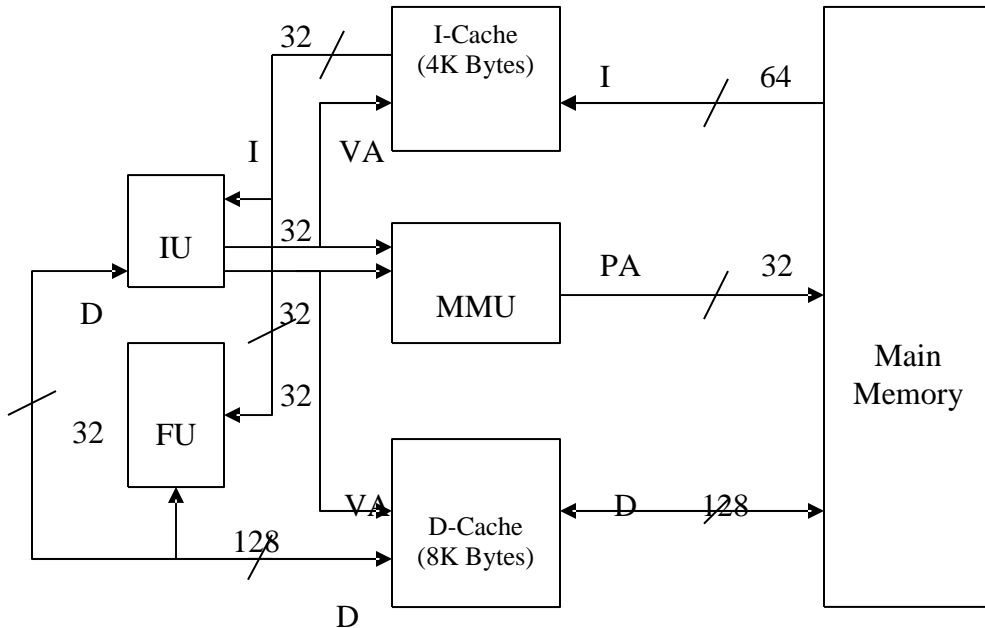 32
I-Cache
(4K Bytes)
I
64
I
VA
IU
32
PA
32
D
MMU
32
Main
Memory
32
FU
32
VA
D
128
D-Cache
(8K Bytes)
128
D